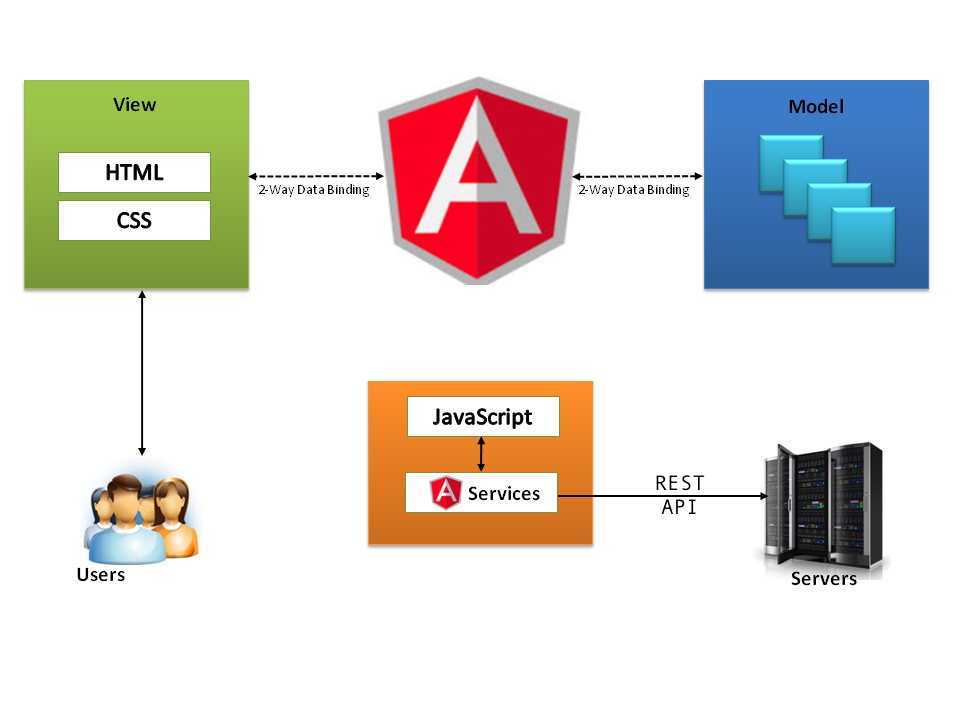 View
HTML
CSS
2-Way Data Binding
A
2-Way Data Binding
Model
JavaScript
A Services
REST
API
Users
Servers